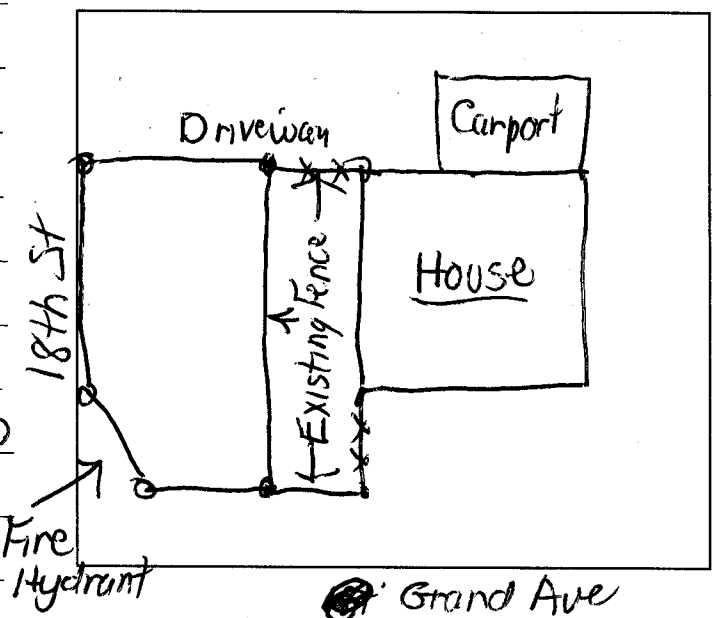 Carport
Driveway
18th St
Existing Fence
House
Fire
Hydrant
Grand Ave